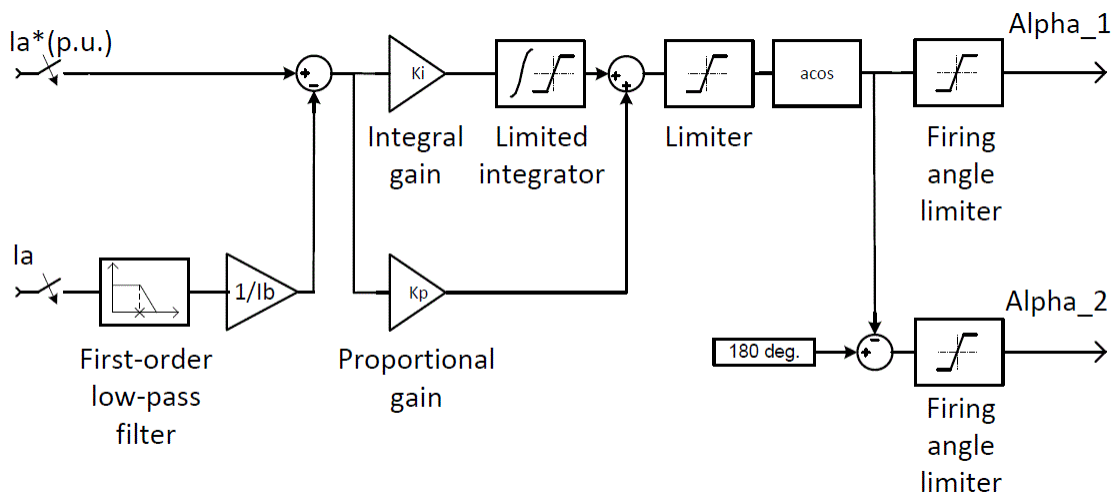 Ia*(p.u.)
+
−
Ki
Integral
gain
Limited
integrator
+
+
Limiter
acos
Alpha_1
Firing
angle
limiter
Ia
First-order
low-pass
filter
1/Ib
Kp
Proportional
gain
180 deg.
+
-
Alpha_2
Firing
angle
limiter